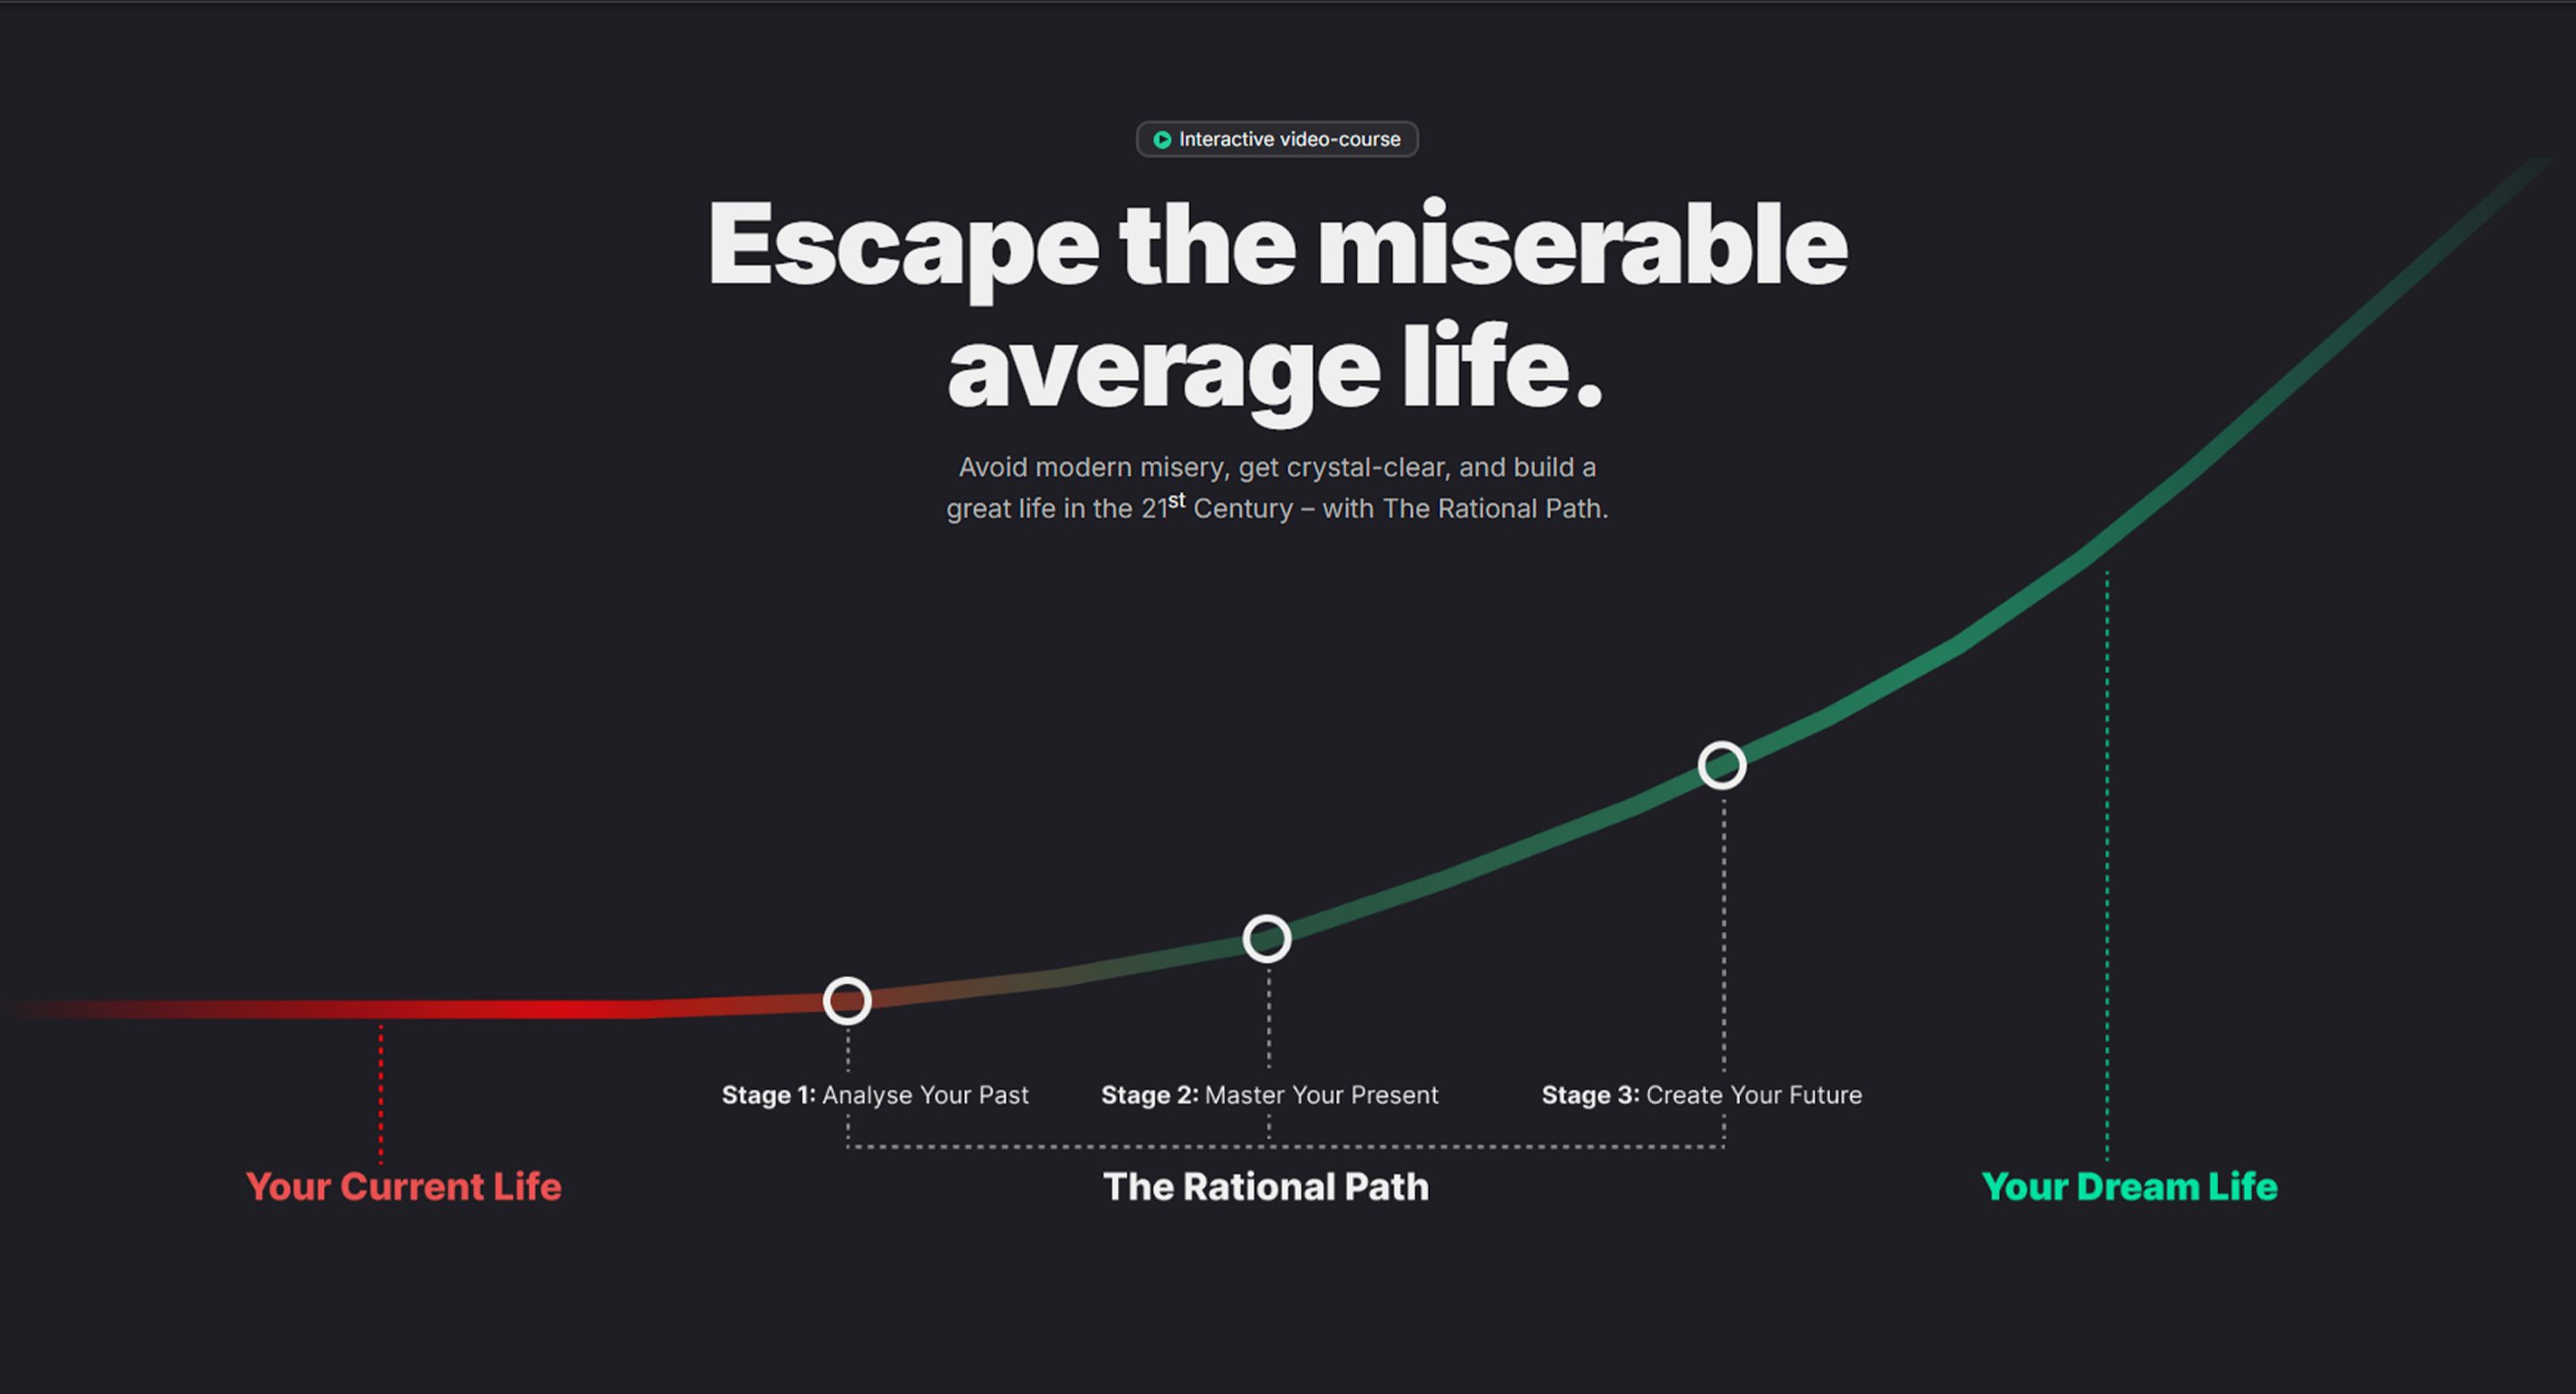 Interactive video-course
Escape the miserable
average life.
Avoid modern misery, get crystal-clear, and build a
great life in the 21st Century – with The Rational Path.
Stage 1: Analyse Your Past
Stage 2: Master Your Present
Stage 3: Create Your Future
Your Current Life
The Rational Path
Your Dream Life